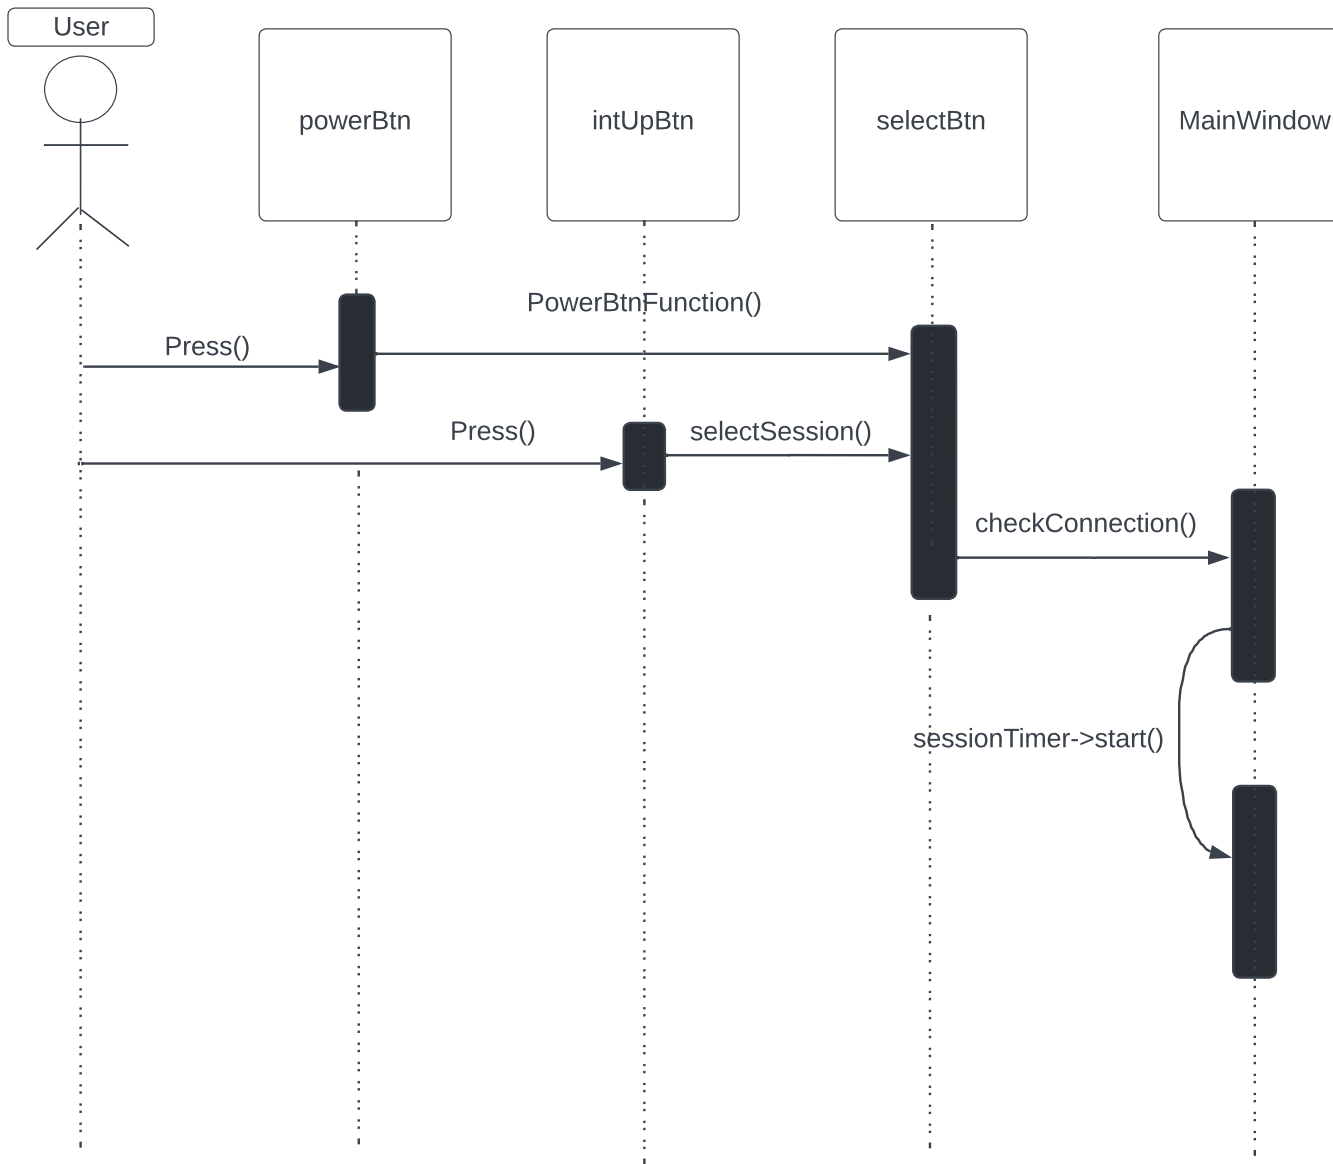 User
powerBtn
intUpBtn
selectBtn
MainWindow
PowerBtnFunction()
Press()
Press()
selectSession()
checkConnection()
sessionTimer->start()